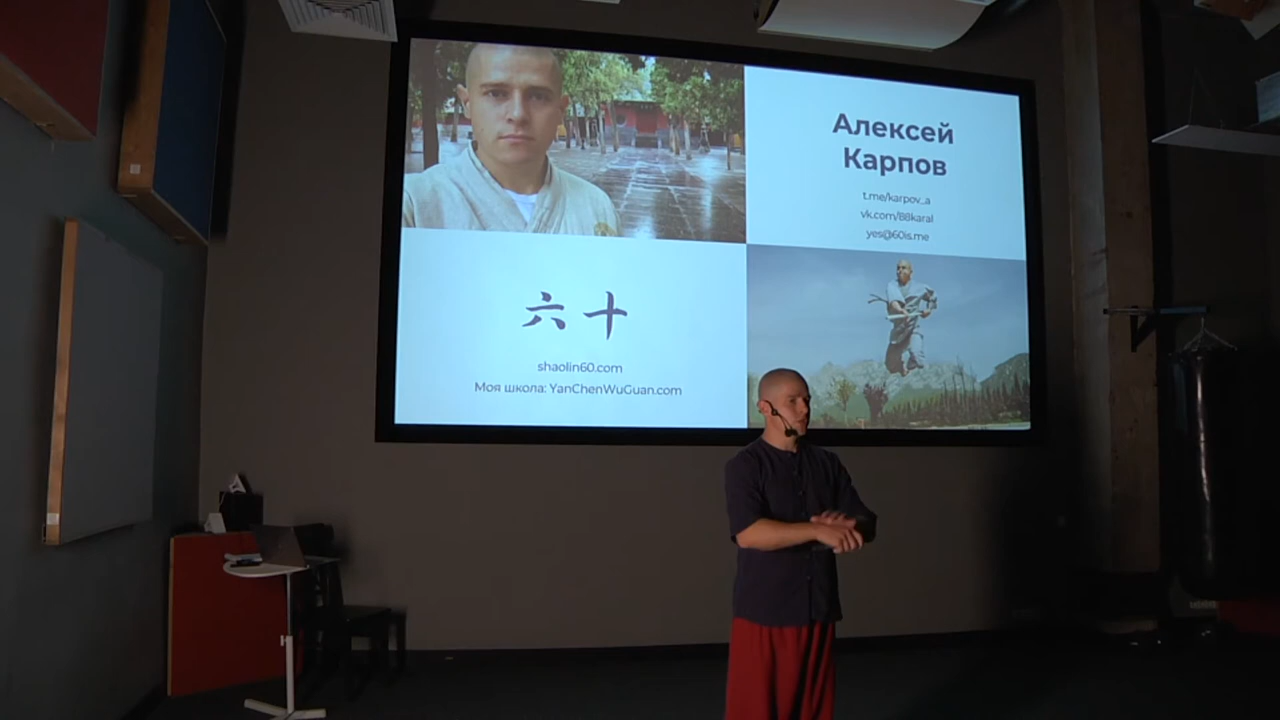 Алексей
Карпов
t.me/karpov_a
vk.com/88karal
yes@60is.me
六十
shaolin60.com
Моя школа: YanChenWuGuan.com